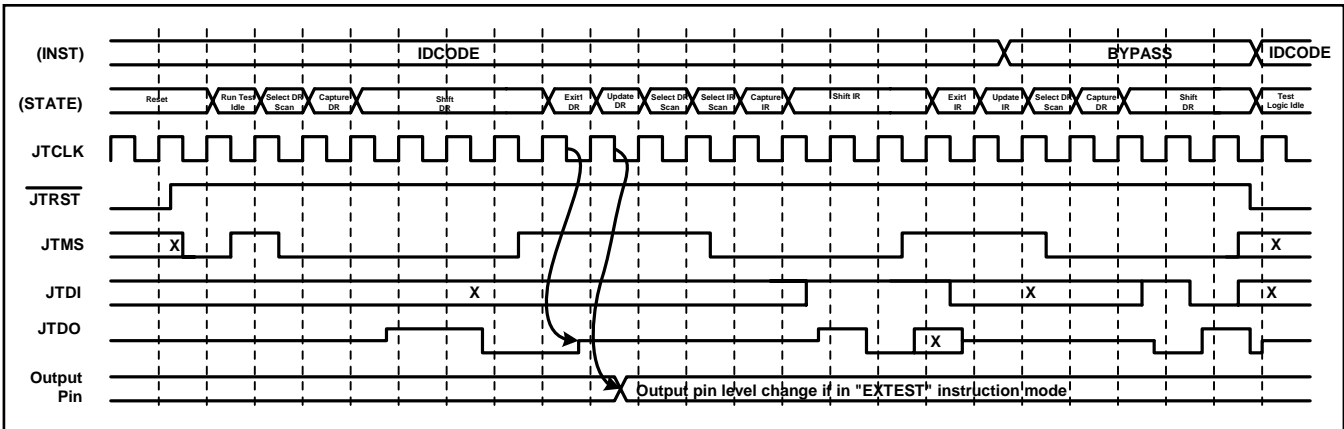 (INST) IDCODE BYPASS IDCODE
(STATE) Reset Run Test Idle Select DR Scan Capture DR Shift DR Exit1 DR Update DR Select DR Scan Select IR Scan Capture IR Shift IR Exit1 IR Update IR Select DR Scan Capture DR Shift DR Test Logic Idle
JTCLK
JTRST
JTMS X X
JTDI X X X
JTDO X
Output Pin Output pin level change if in "EXTEST" instruction mode